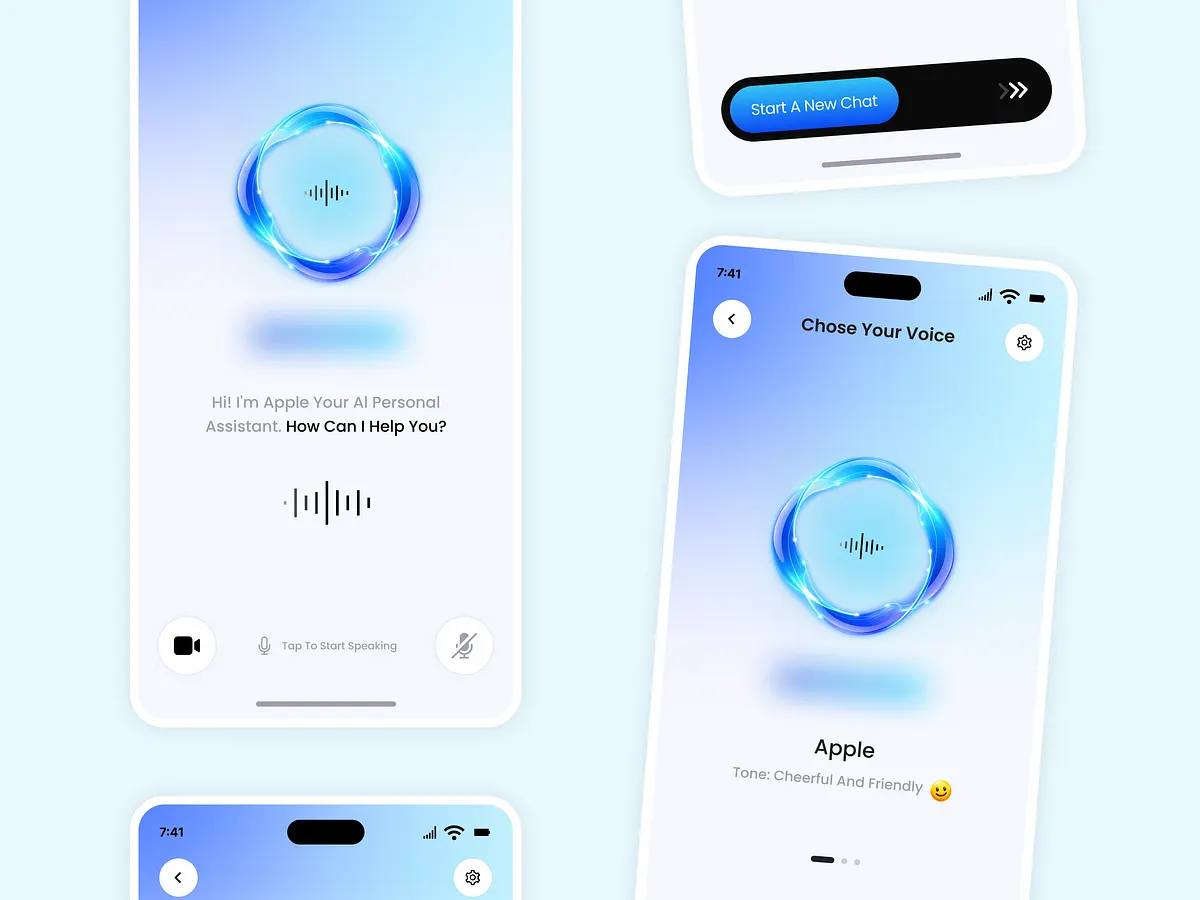 Hi! I'm Apple Your AI Personal
Assistant. How Can I Help You?
Tap To Start Speaking
7:41
Start A New Chat
7:41
Chose Your Voice
Apple
Tone: Cheerful And Friendly